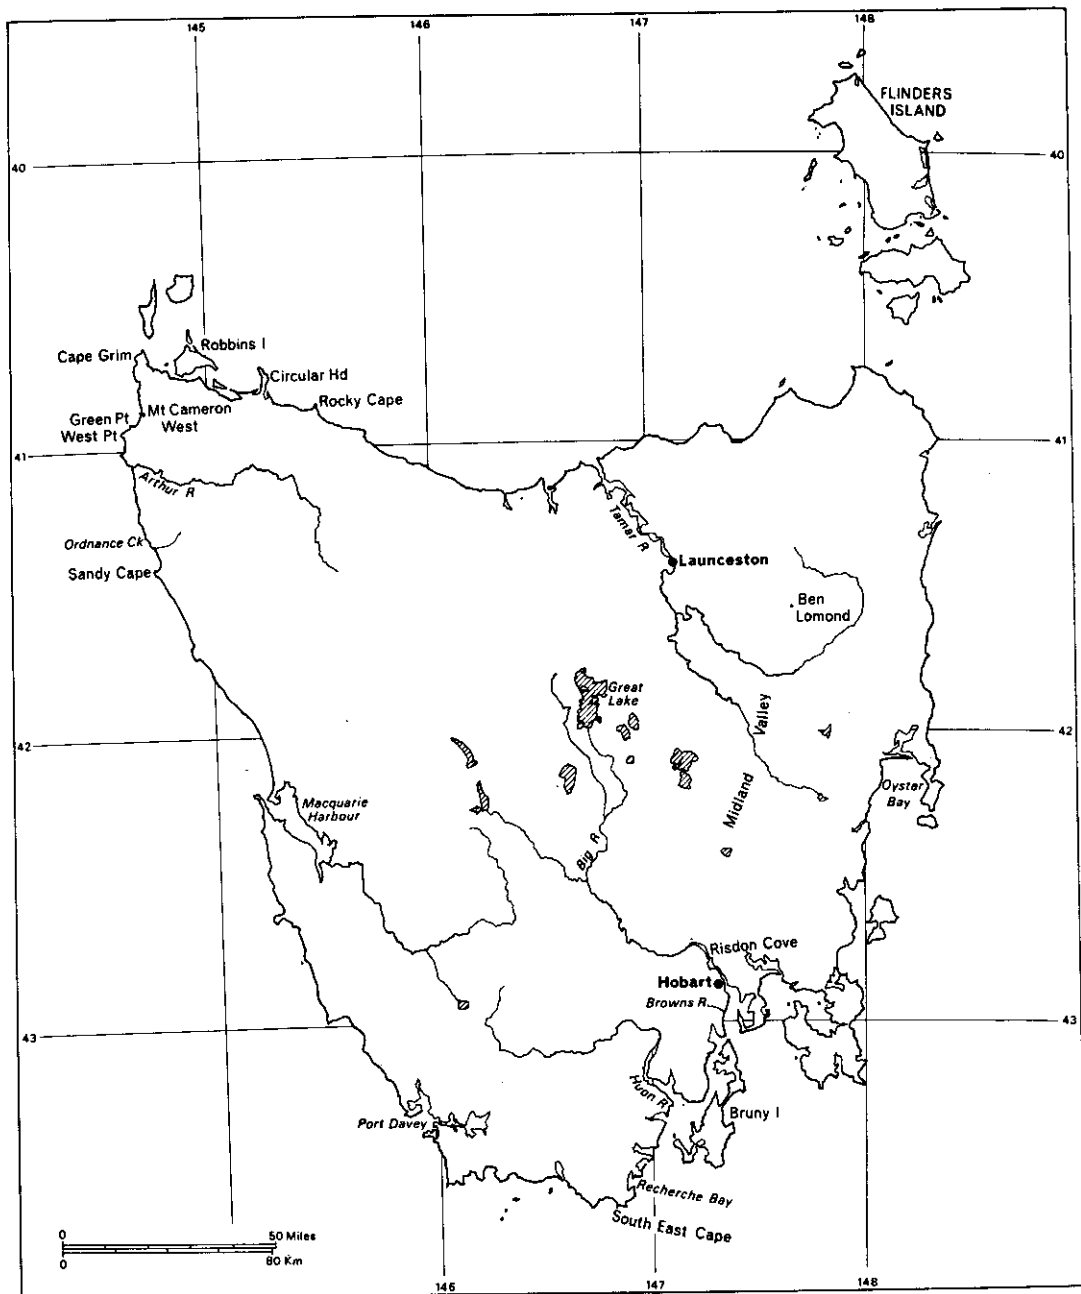 145
146
147
148
FLINDERS
ISLAND
40
40
Robbins I
Cape Grim
Circular Hd
Rocky Cape
Mt Cameron
West
Green Pt
West Pt
41
41
Arthur R
Tamar R
Ordnance Ck
Launceston
Sandy Cape
Ben
Lomond
Great
Lake
Midland Valley
42
42
Oyster
Bay
Macquarie
Harbour
Big R
Risdon Cove
Hobart
Browns R
43
43
Huon R
Bruny I
Port Davey
Recherche Bay
South East Cape
0 50 Miles
0 80 Km
146
147
148